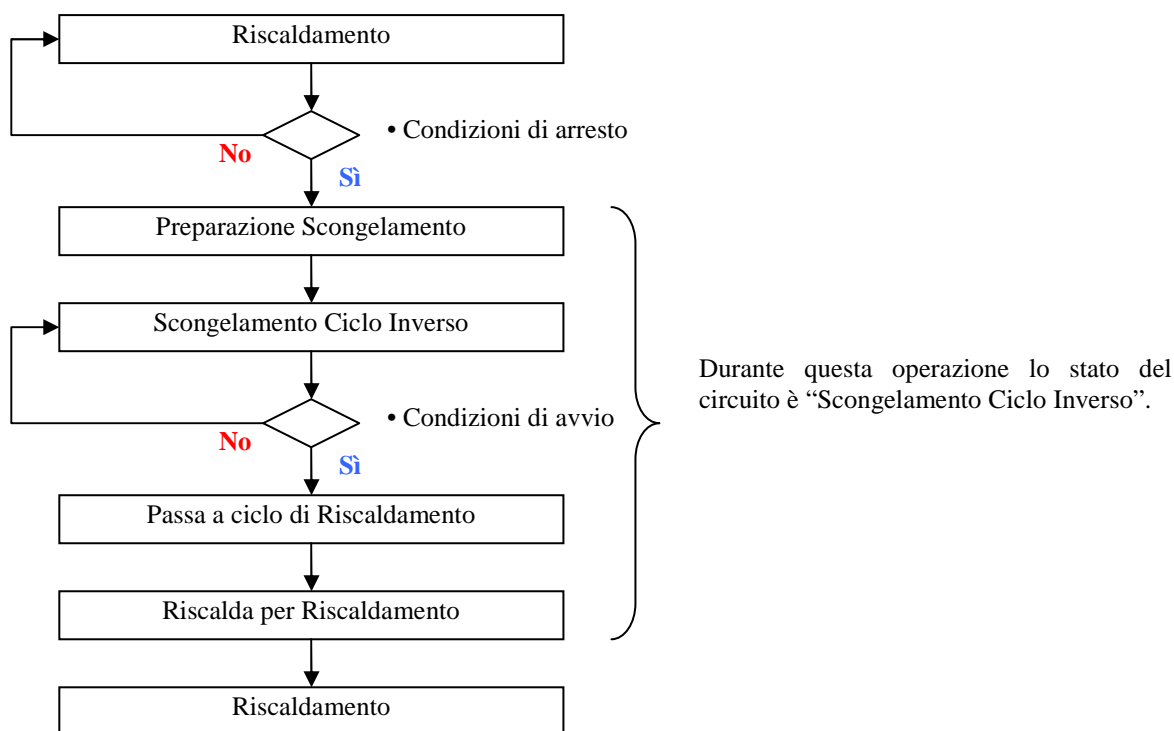 Riscaldamento
• Condizioni di arresto
No
Sì
Preparazione Scongelamento
Scongelamento Ciclo Inverso
Durante questa operazione lo stato del
circuito è “Scongelamento Ciclo Inverso”.
• Condizioni di avvio
No
Sì
Passa a ciclo di Riscaldamento
Riscalda per Riscaldamento
Riscaldamento